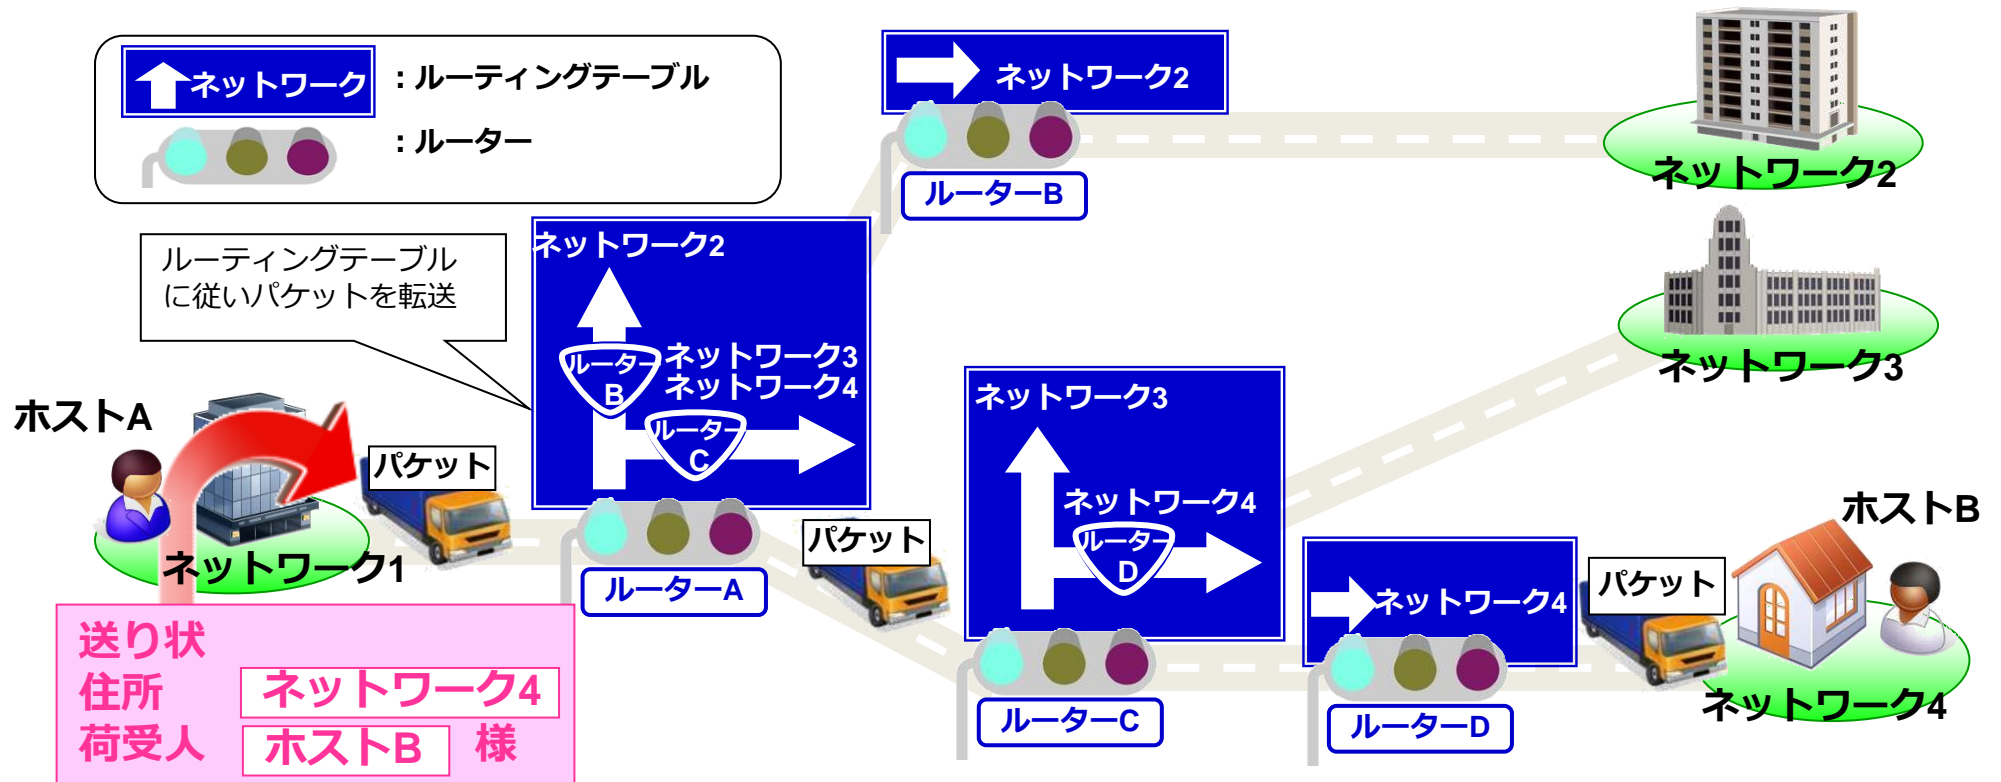 ネットワーク
：ルーティングテーブル
：ルーター
ネットワーク2
ルーターB
ネットワーク2
ルーティングテーブル
に従いパケットを転送
ネットワーク2
ルーター
B
ネットワーク3
ネットワーク4
ルーター
C
ネットワーク3
ホストA
パケット
ネットワーク1
ルーターA
パケット
ネットワーク3
ネットワーク4
ルーター
D
ルーターC
ネットワーク4
ルーターD
パケット
ホストB
ネットワーク4
送り状
住所 ネットワーク4
荷受人 ホストB 様